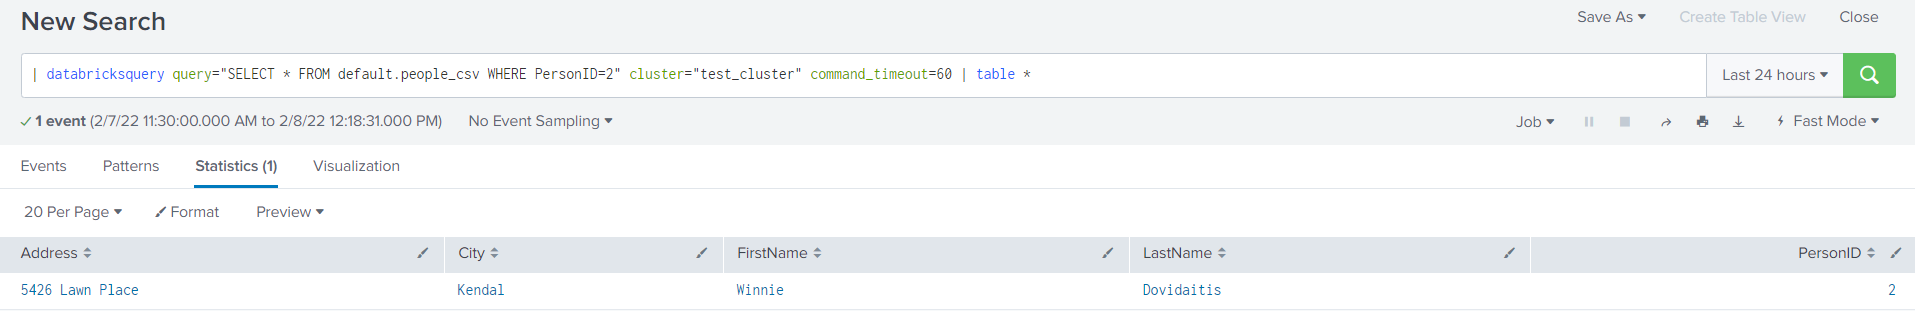 New Search
Save As Create Table View Close
| databricksquery query="SELECT * FROM default.people_csv WHERE PersonID=2" cluster="test_cluster" command_timeout=60 | table *
Last 24 hours
1 event (2/7/22 11:30:00.000 AM to 2/8/22 12:18:31.000 PM) No Event Sampling
Job Fast Mode
Events Patterns Statistics (1) Visualization
20 Per Page Format Preview
Address City FirstName LastName PersonID
5426 Lawn Place Kendal Winnie Dovidaitis 2